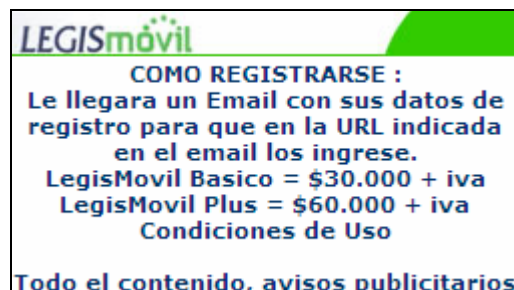 LEGISmóvil
COMO REGISTRARSE :
Le llegara un Email con sus datos de
registro para que en la URL indicada
en el email los ingrese.
LegisMovil Basico = $30.000 + iva
LegisMovil Plus = $60.000 + iva
Condiciones de Uso
Todo el contenido, avisos publicitarios